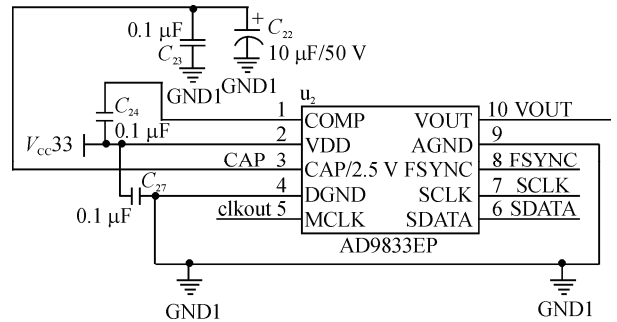 0.1 μF
C23
C22
10 μF/50 V
GND1
GND1
u2
C24
0.1 μF
VCC33
1 COMP
2 VDD
CAP 3 CAP/2.5 V
4 DGND
clkout 5 MCLK
VOUT 10 VOUT
AGND 9
FSYNC 8 FSYNC
SCLK 7 SCLK
SDATA 6 SDATA
C27
0.1 μF
AD9833EP
GND1
GND1